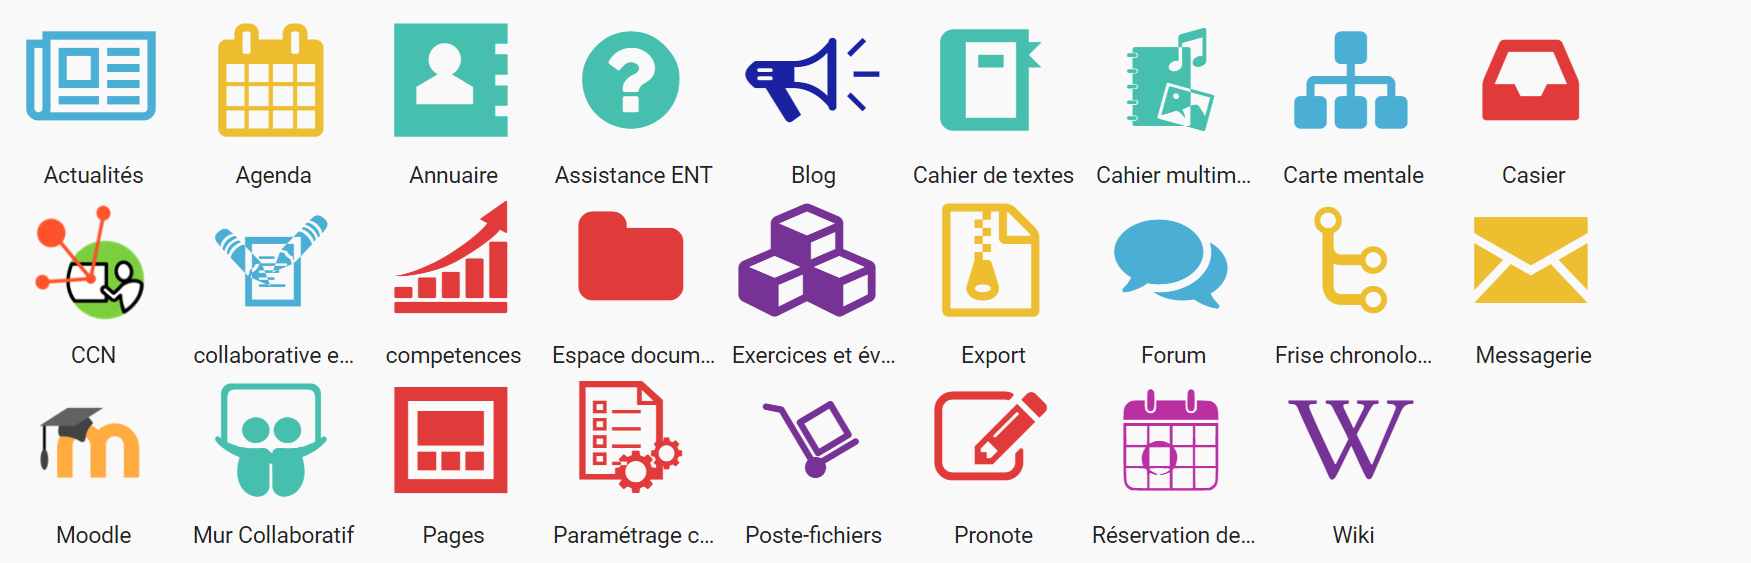 Actualités
Agenda
Annuaire
Assistance ENT
Blog
Cahier de textes
Cahier multim...
Carte mentale
Casier
CCN
collaborative e...
competences
Espace docum...
Exercices et év...
Export
Forum
Frise chronolo...
Messagerie
m
Moodle
Mur Collaboratif
Pages
Paramétrage c...
Poste-fichiers
Pronote
Réservation de...
W
Wiki